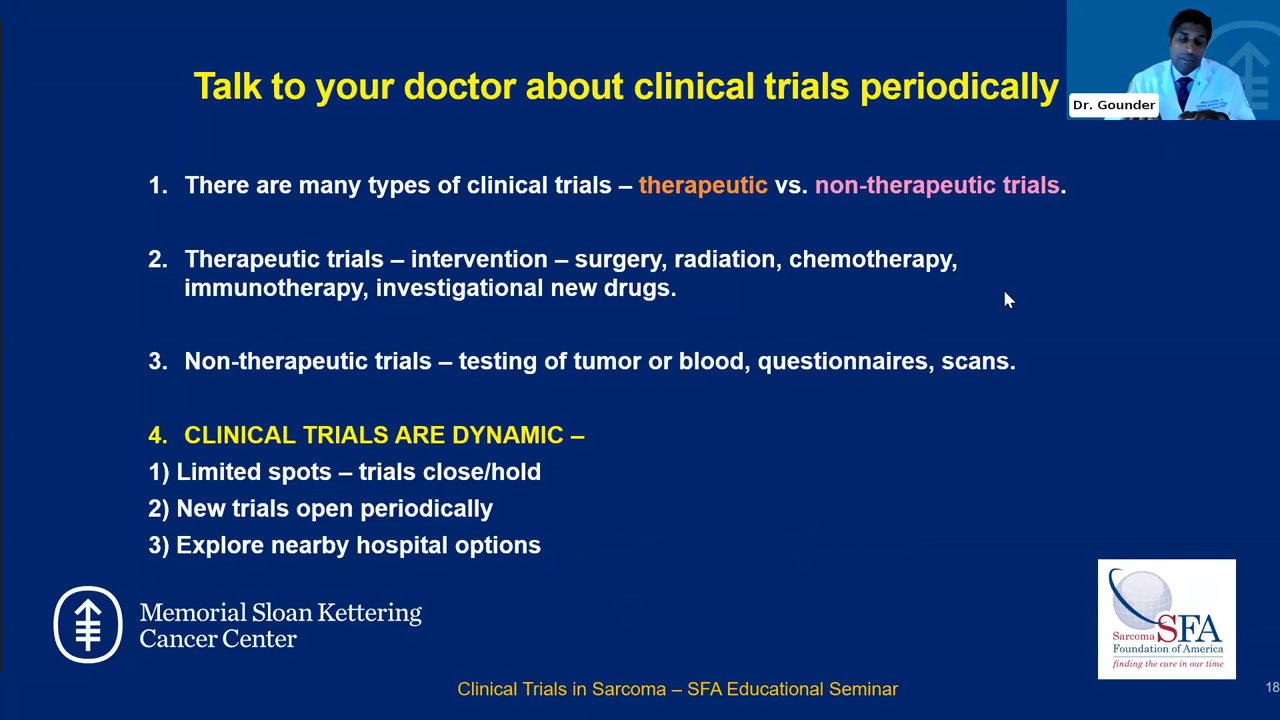 Talk to your doctor about clinical trials periodically
Dr. Gounder
1. There are many types of clinical trials – therapeutic vs. non-therapeutic trials.
2. Therapeutic trials – intervention – surgery, radiation, chemotherapy,
immunotherapy, investigational new drugs.
3. Non-therapeutic trials – testing of tumor or blood, questionnaires, scans.
4. CLINICAL TRIALS ARE DYNAMIC –
1) Limited spots – trials close/hold
2) New trials open periodically
3) Explore nearby hospital options
Memorial Sloan Kettering
Cancer Center
Sarcoma SFA
Foundation of America
finding the cure in our time
Clinical Trials in Sarcoma – SFA Educational Seminar
18